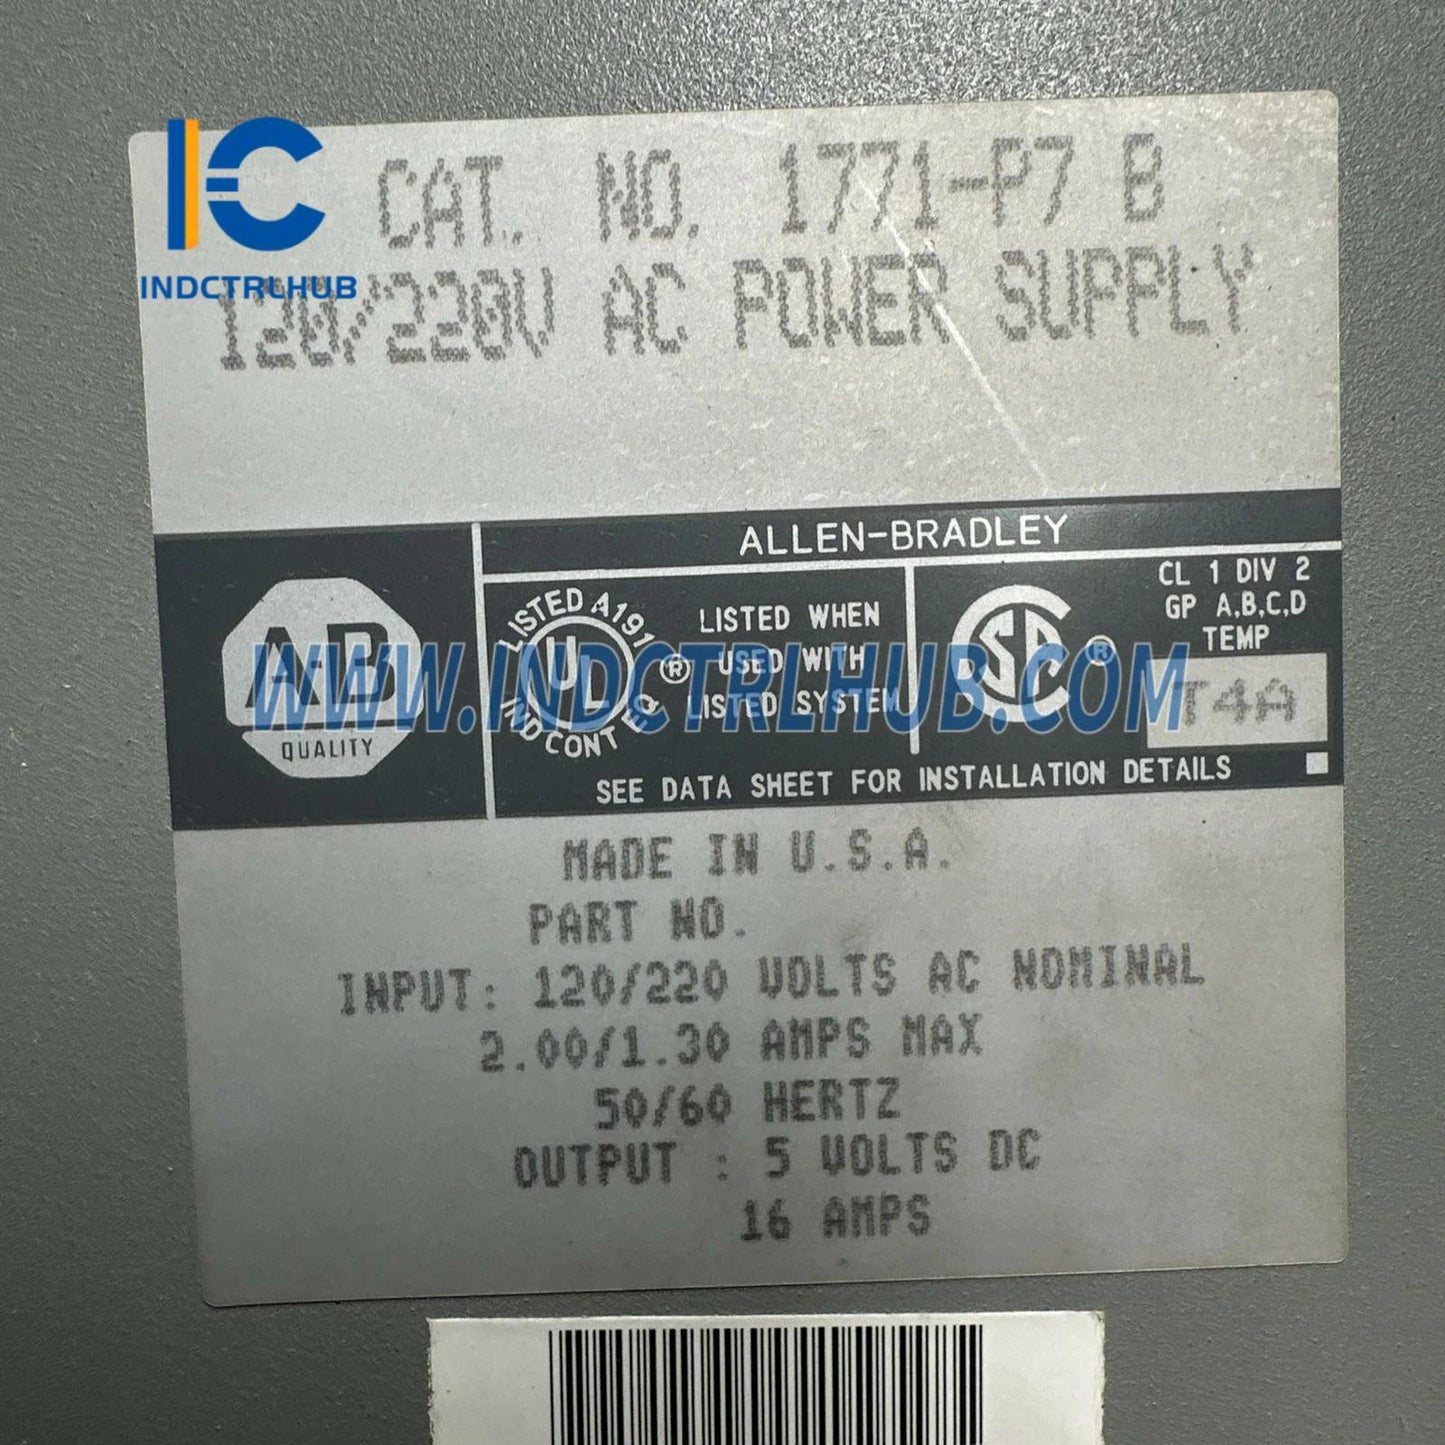 CAT. NO. 1771-P7 B
INDCTRLHUB
120/220V AC POWER SUPPLY
ALLEN-BRADLEY
A-B
QUALITY
LISTED A191
UL
®
IND CONT EQ
LISTED WHEN
USED WITH
LISTED SYSTEM
®
CL 1 DIV 2
GP A,B,C,D
TEMP
T4A
WWW.INDCTRLHUB.COM
SEE DATA SHEET FOR INSTALLATION DETAILS
MADE IN U.S.A.
PART NO.
INPUT: 120/220 VOLTS AC NOMINAL
2.00/1.30 AMPS MAX
50/60 HERTZ
OUTPUT : 5 VOLTS DC
16 AMPS